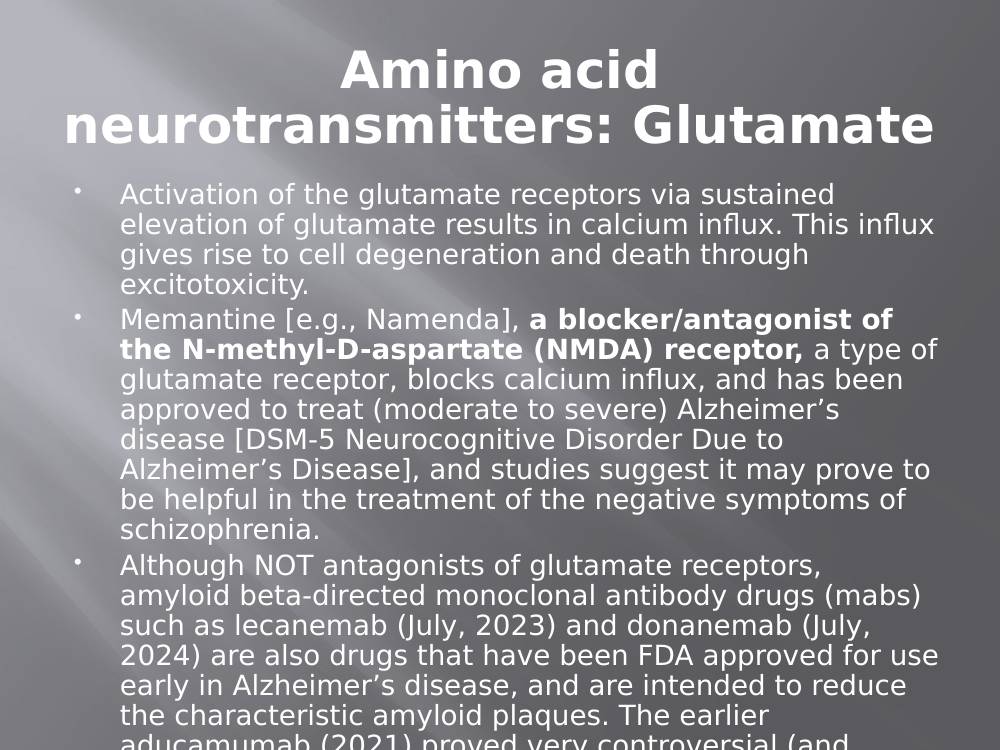 Amino acid
neurotransmitters: Glutamate
• Activation of the glutamate receptors via sustained
elevation of glutamate results in calcium influx. This influx
gives rise to cell degeneration and death through
excitotoxicity.
• Memantine [e.g., Namenda], a blocker/antagonist of
the N-methyl-D-aspartate (NMDA) receptor, a type of
glutamate receptor, blocks calcium influx, and has been
approved to treat (moderate to severe) Alzheimer’s
disease [DSM-5 Neurocognitive Disorder Due to
Alzheimer’s Disease], and studies suggest it may prove to
be helpful in the treatment of the negative symptoms of
schizophrenia.
• Although NOT antagonists of glutamate receptors,
amyloid beta-directed monoclonal antibody drugs (mabs)
such as lecanemab (July, 2023) and donanemab (July,
2024) are also drugs that have been FDA approved for use
early in Alzheimer’s disease, and are intended to reduce
the characteristic amyloid plaques. The earlier
aducamumab (2021) proved very controversial (and